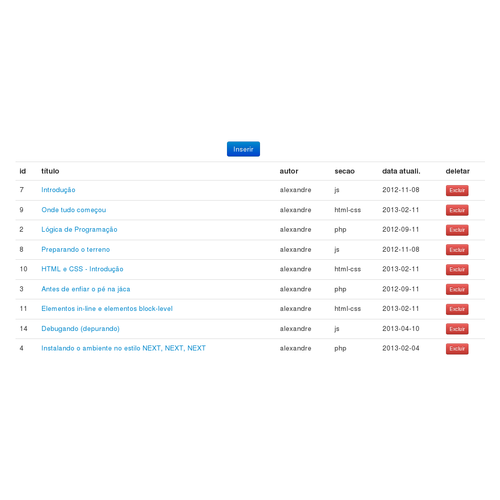 Inserir
id título autor secao data atuali. deletar
7 Introdução alexandre js 2012-11-08 Excluir
9 Onde tudo começou alexandre html-css 2013-02-11 Excluir
2 Lógica de Programação alexandre php 2012-09-11 Excluir
8 Preparando o terreno alexandre js 2012-11-08 Excluir
10 HTML e CSS - Introdução alexandre html-css 2013-02-11 Excluir
3 Antes de enfiar o pé na jáca alexandre php 2012-09-11 Excluir
11 Elementos in-line e elementos block-level alexandre html-css 2013-02-11 Excluir
14 Debugando (depurando) alexandre js 2013-04-10 Excluir
4 Instalando o ambiente no estilo NEXT, NEXT, NEXT alexandre php 2013-02-04 Excluir